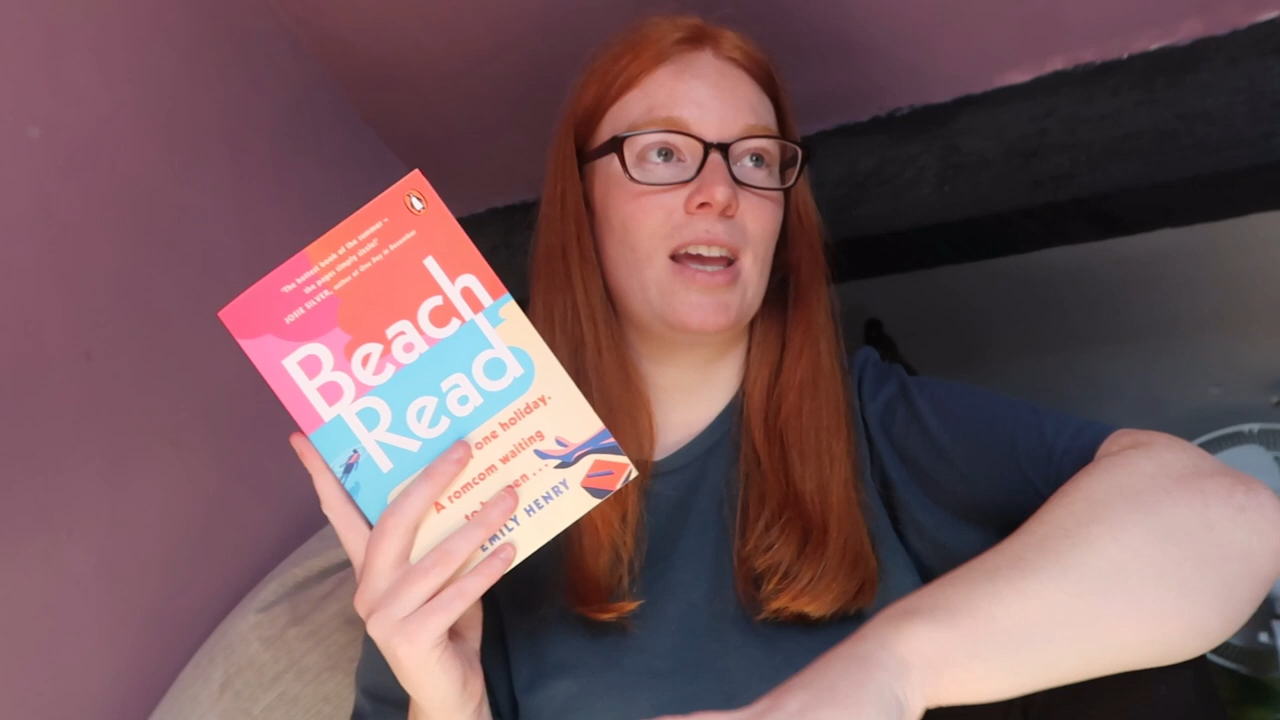 'The hottest book of the summer –
the pages simply sizzle!'
JOSIE SILVER, author of One Day in December
Beach
Read
one holiday.
A romcom waiting
to
EMILY HENRY